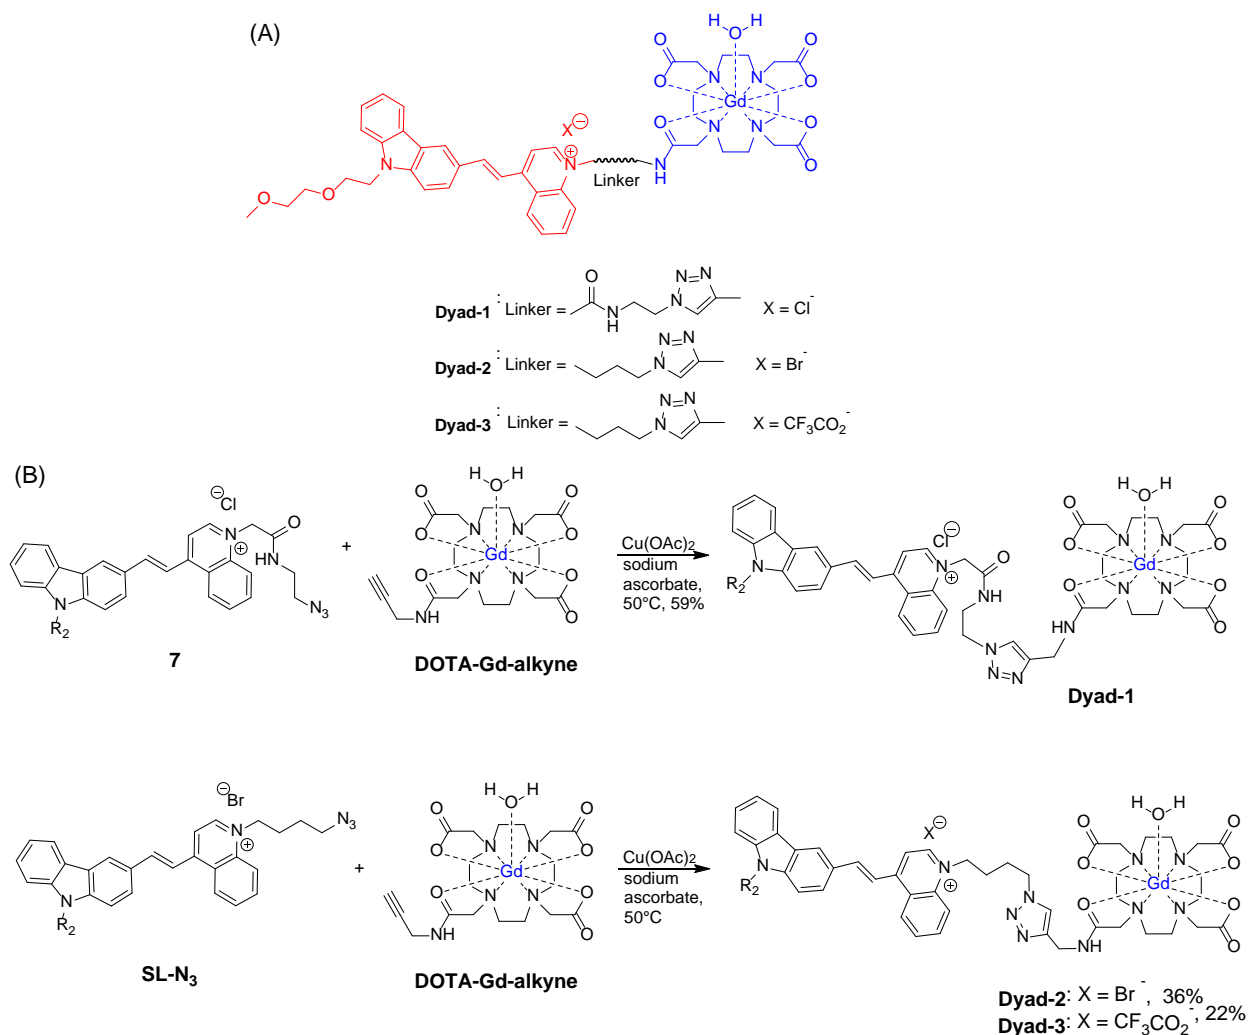 (A)
H H
O
O O
O N N O
Gd
O N N O
O O
N
H
X⊖
N
⊕
Linker
N
O
O
Dyad-1: Linker = O N H N N=N X = Cl-
Dyad-2: Linker = N N=N X = Br-
Dyad-3: Linker = N N=N X = CF3CO2-
(B)
⊖Cl
N
⊕
O
HN
N3
N
R2
7
+
H H
O
O O
O N N O
Gd
O N N O
NH O
DOTA-Gd-alkyne
Cu(OAc)2
sodium
ascorbate,
50°C, 59%
N
R2
Cl⊖
N
⊕
O
NH
N
N=N
NH
H H
O
O O
O N N O
Gd
O N N O
O
Dyad-1
⊖Br
N
⊕
N3
N
R2
SL-N3
+
H H
O
O O
O N N O
Gd
O N N O
NH O
DOTA-Gd-alkyne
Cu(OAc)2
sodium
ascorbate,
50°C
N
R2
X⊖
N
⊕
N
N
N
NH
H H
O
O O
O N N O
Gd
O N N O
O
Dyad-2: X = Br-, 36%
Dyad-3: X = CF3CO2-, 22%